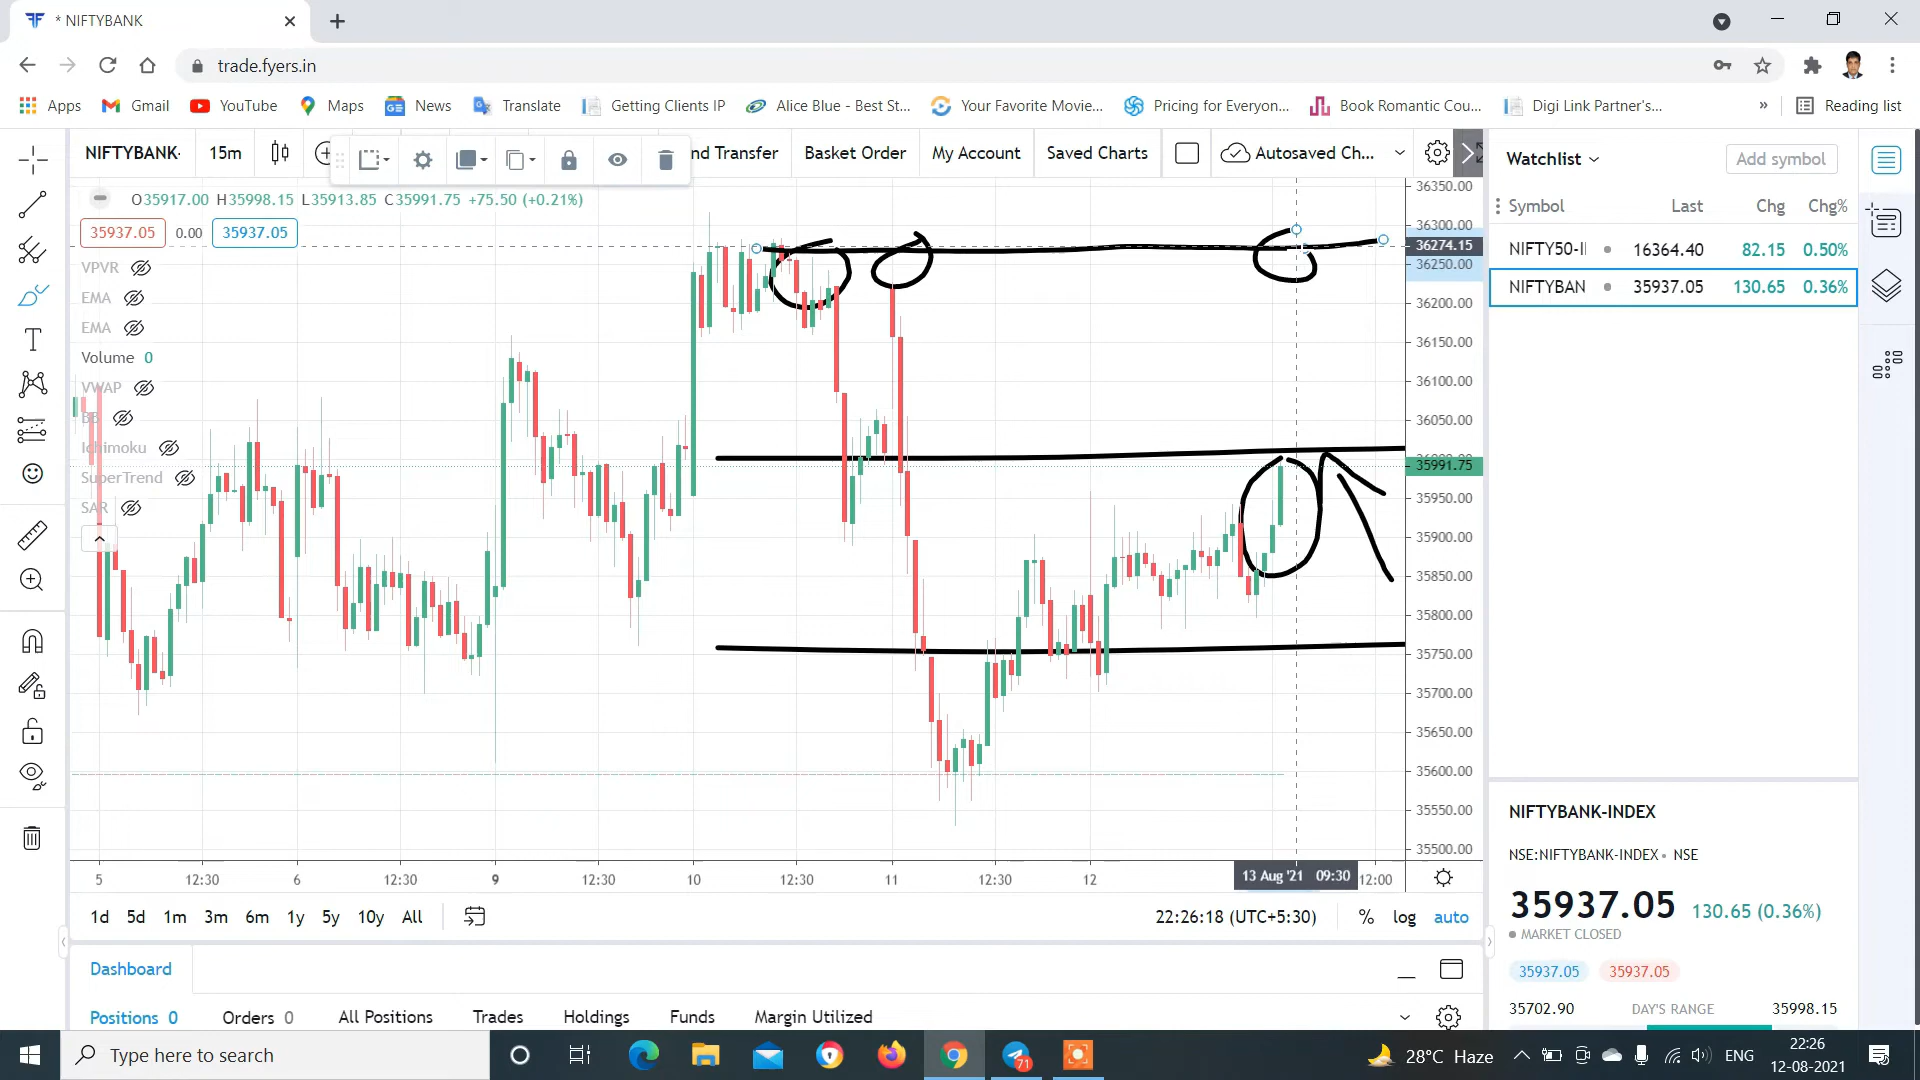 * NIFTYBANK
trade.fyers.in
Apps Gmail YouTube Maps News Translate Getting Clients IP Alice Blue - Best St... Your Favorite Movie... Pricing for Everyon... Book Romantic Cou... Digi Link Partner's... » Reading list
NIFTYBANK- 15m nd Transfer Basket Order My Account Saved Charts Autosaved Ch...
O35917.00 H35998.15 L35913.85 C35991.75 +75.50 (+0.21%)
35937.05 0.00 35937.05
VPVR
EMA
EMA
Volume 0
VWAP
BB
Ichimoku
SuperTrend
SAR
36350.00
36300.00
36274.15
36250.00
36200.00
36150.00
36100.00
36050.00
35991.75
35950.00
35900.00
35850.00
35800.00
35750.00
35700.00
35650.00
35600.00
35550.00
35500.00
5 12:30 6 12:30 9 12:30 10 12:30 11 12:30 12 13 Aug '21 09:30 12:00
1d 5d 1m 3m 6m 1y 5y 10y All 22:26:18 (UTC+5:30) % log auto
Dashboard
Positions 0 Orders 0 All Positions Trades Holdings Funds Margin Utilized
Watchlist Add symbol
Symbol Last Chg Chg%
NIFTY50-I 16364.40 82.15 0.50%
NIFTYBAN 35937.05 130.65 0.36%
NIFTYBANK-INDEX
NSE:NIFTYBANK-INDEX • NSE
35937.05 130.65 (0.36%)
MARKET CLOSED
35937.05 35937.05
35702.90 DAY'S RANGE 35998.15
Type here to search
71
28°C Haze
ENG
22:26
12-08-2021